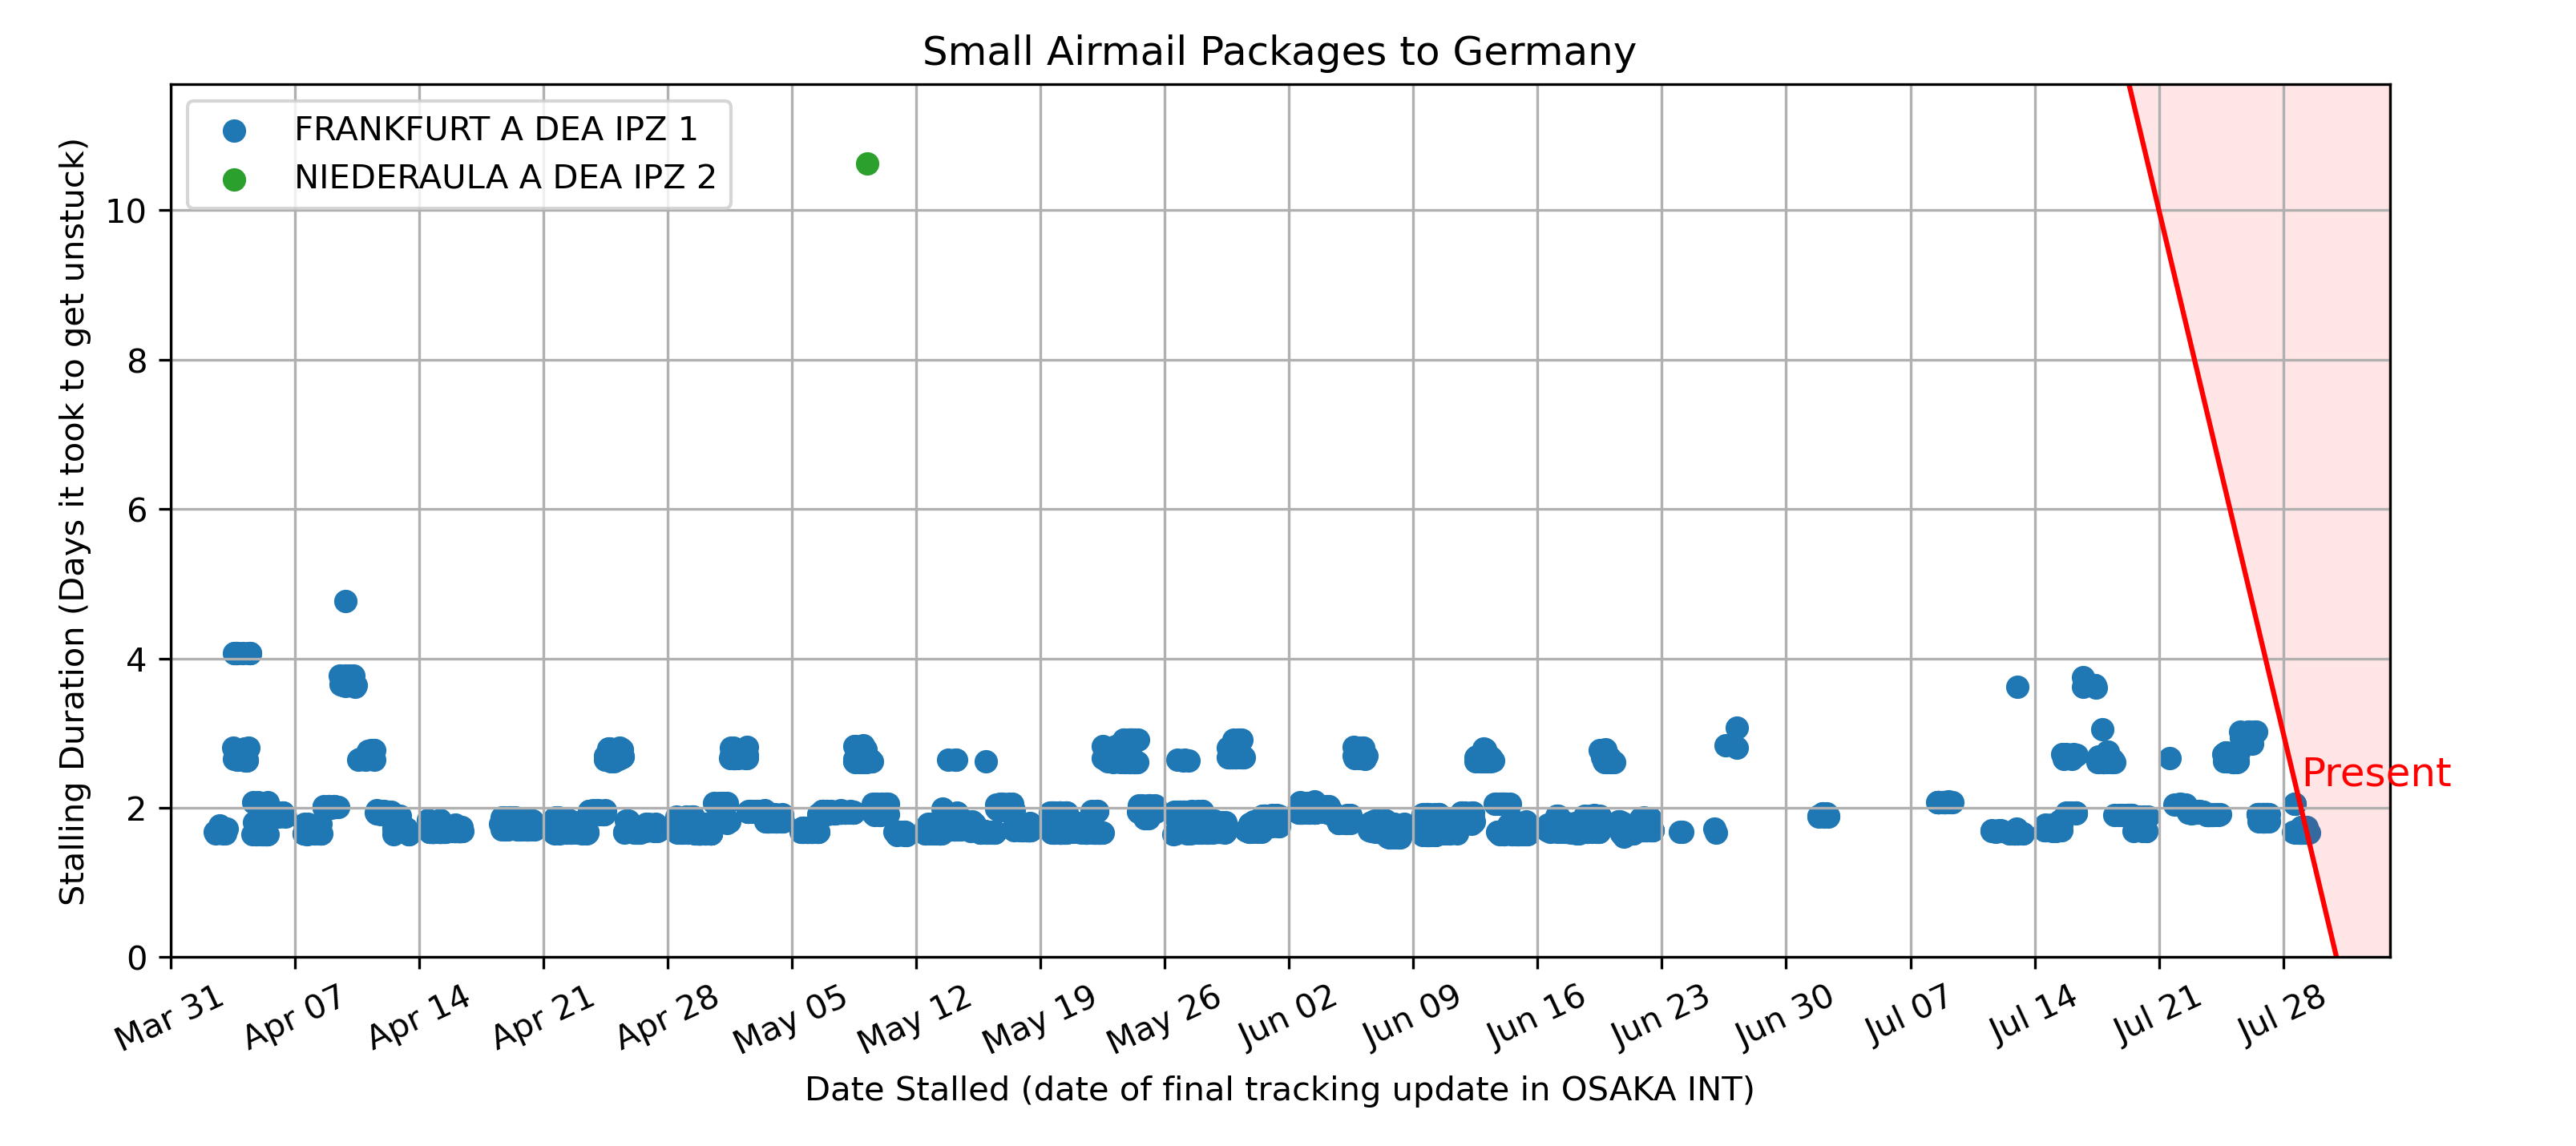 Small Airmail Packages to Germany
FRANKFURT A DEA IPZ 1
NIEDERAULA A DEA IPZ 2
Stalling Duration (Days it took to get unstuck)
10
8
6
4
2
0
Present
Mar 31
Apr 07
Apr 14
Apr 21
Apr 28
May 05
May 12
May 19
May 26
Jun 02
Jun 09
Jun 16
Jun 23
Jun 30
Jul 07
Jul 14
Jul 21
Jul 28
Date Stalled (date of final tracking update in OSAKA INT)